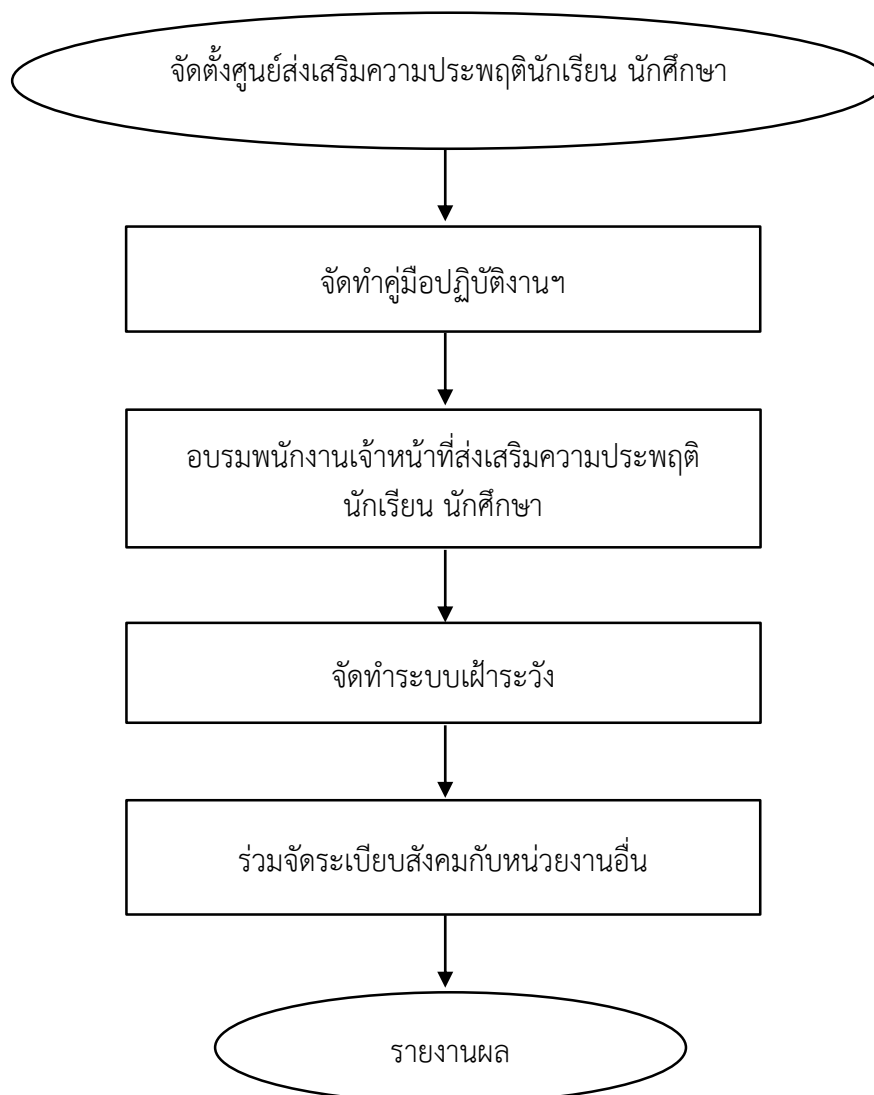 จัดตั้งศูนย์ส่งเสริมความประพฤตินักเรียน นักศึกษา
จัดทำคู่มือปฏิบัติงานฯ
อบรมพนักงานเจ้าหน้าที่ส่งเสริมความประพฤติ
นักเรียน นักศึกษา
จัดทำระบบเฝ้าระวัง
ร่วมจัดระเบียบสังคมกับหน่วยงานอื่น
รายงานผล